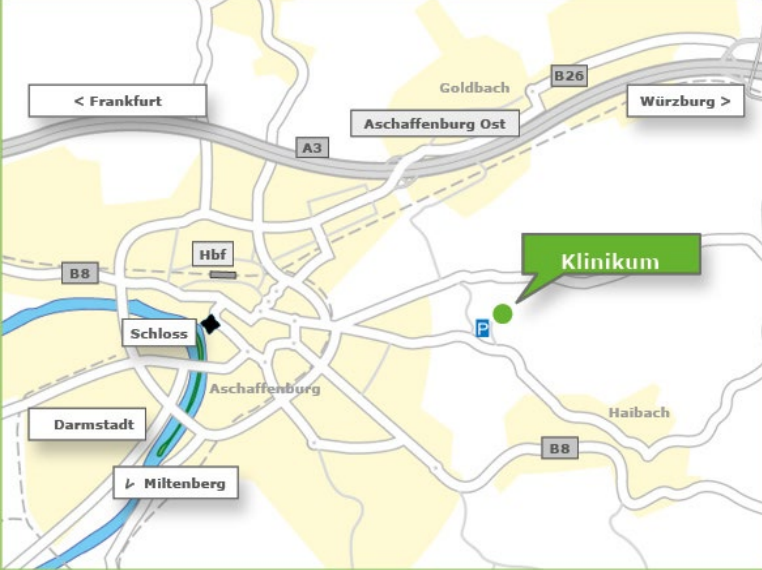 B26
Goldbach
< Frankfurt
Würzburg >
Aschaffenburg Ost
A3
Hbf
Klinikum
B8
P
Schloss
Aschaffenburg
Haibach
Darmstadt
B8
< Miltenberg